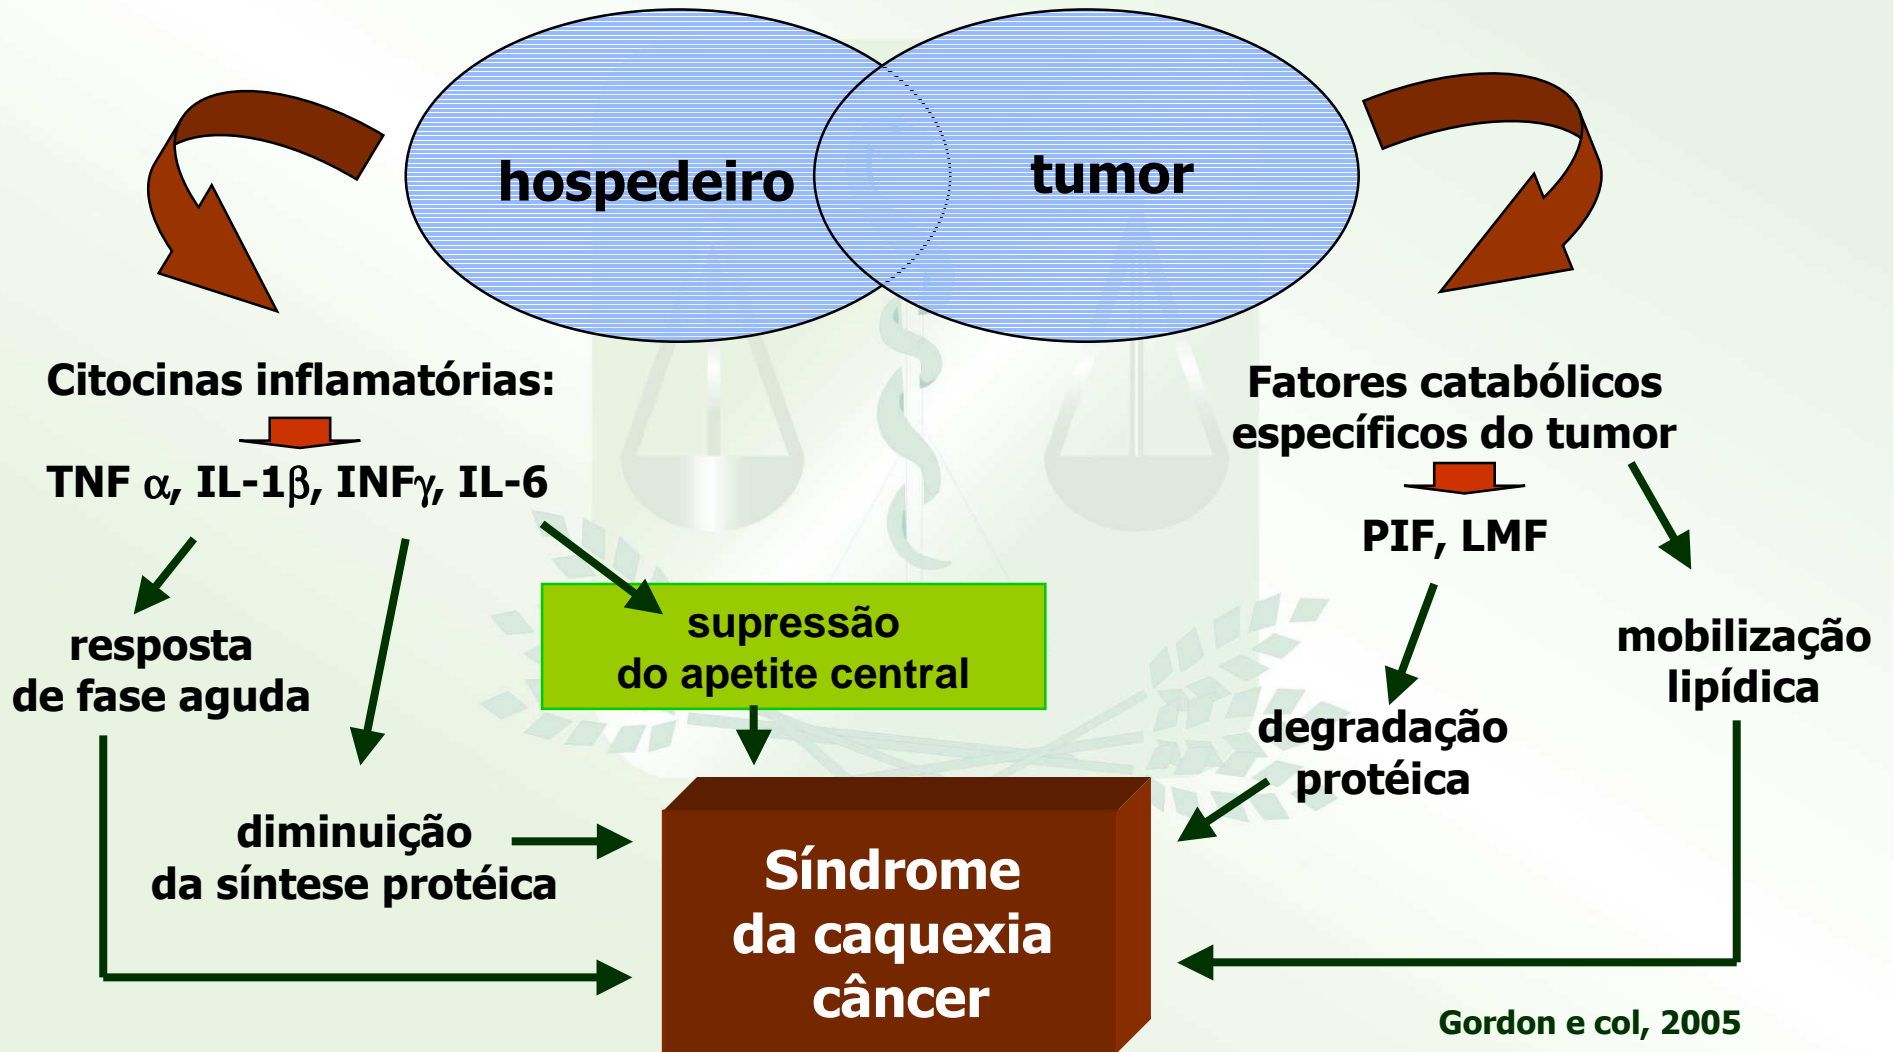 hospedeiro
tumor
Citocinas inflamatórias:
TNF α, IL-1β, INFγ, IL-6
Fatores catabólicos
específicos do tumor
PIF, LMF
resposta
de fase aguda
supressão
do apetite central
mobilização
lipídica
degradação
protéica
diminuição
da síntese protéica
Síndrome
da caquexia
câncer
Gordon e col, 2005